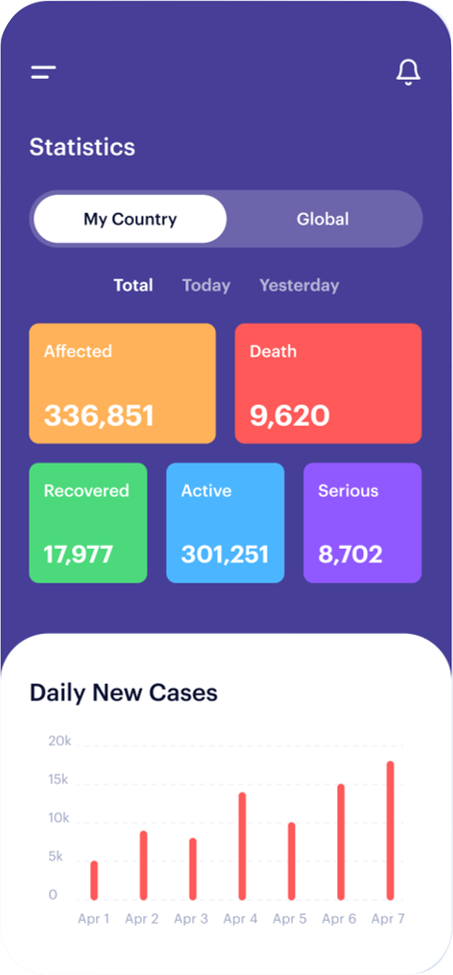 Statistics
My Country Global
Total Today Yesterday
Affected Death
336,851 9,620
Recovered Active Serious
17,977 301,251 8,702
Daily New Cases
20k
15k
10k
5k
0
Apr 1 Apr 2 Apr 3 Apr 4 Apr 5 Apr 6 Apr 7